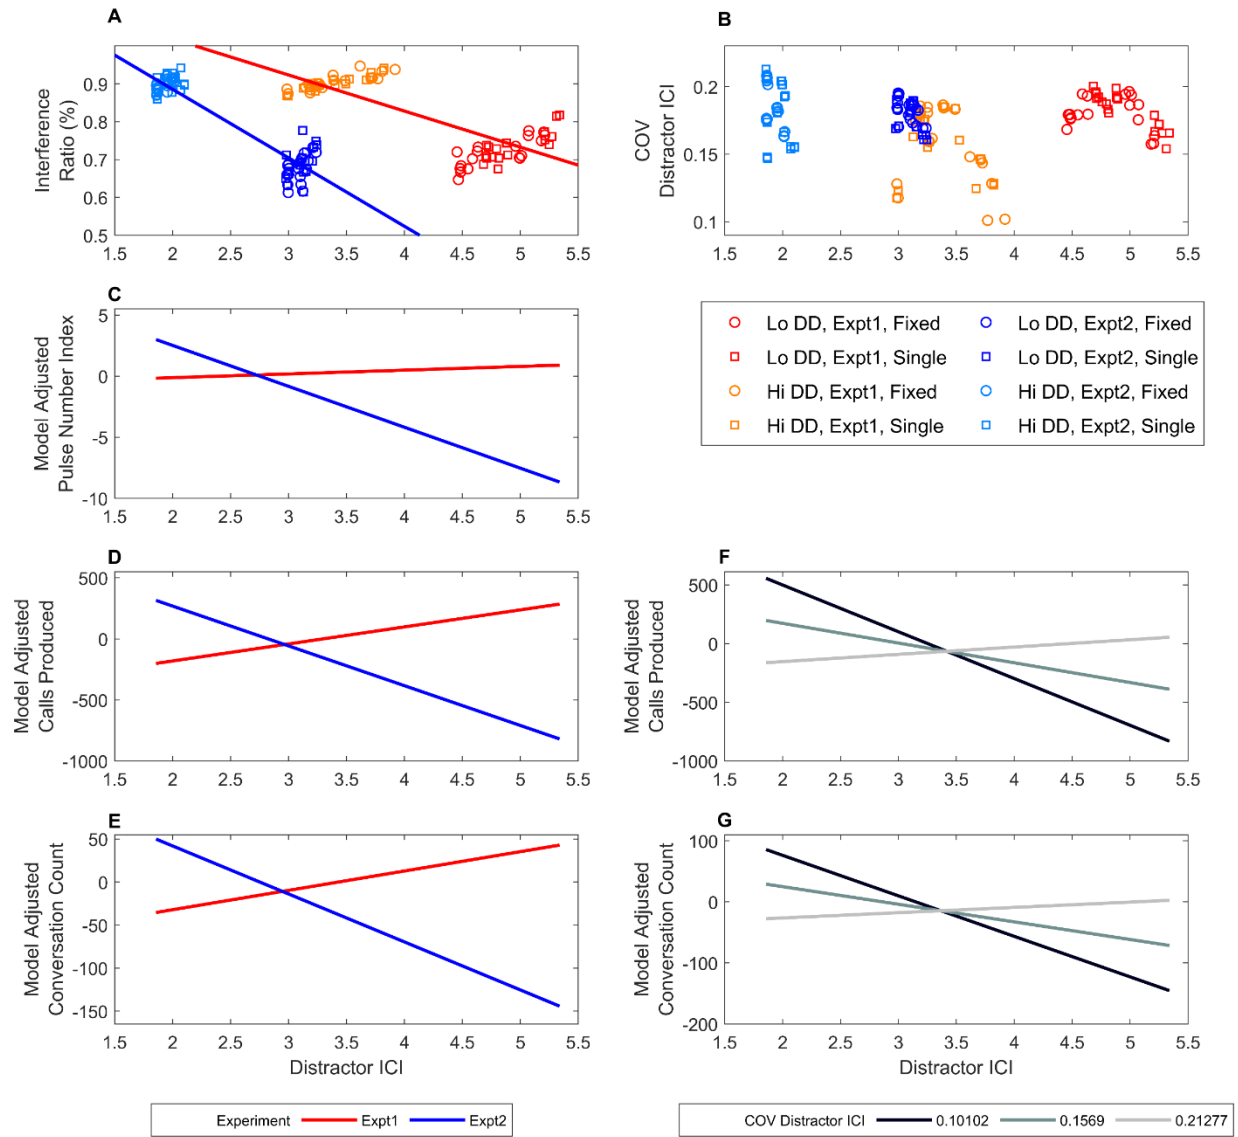 A
Interference
Ratio (%)
0.9
0.8
0.7
0.6
0.5
1.5 2 2.5 3 3.5 4 4.5 5 5.5
B
COV
Distractor ICI
0.2
0.15
0.1
1.5 2 2.5 3 3.5 4 4.5 5 5.5
C
Model Adjusted
Pulse Number Index
5
0
-5
-10
1.5 2 2.5 3 3.5 4 4.5 5 5.5
Lo DD, Expt1, Fixed
Lo DD, Expt1, Single
Hi DD, Expt1, Fixed
Hi DD, Expt1, Single
Lo DD, Expt2, Fixed
Lo DD, Expt2, Single
Hi DD, Expt2, Fixed
Hi DD, Expt2, Single
D
Model Adjusted
Calls Produced
500
0
-500
-1000
1.5 2 2.5 3 3.5 4 4.5 5 5.5
F
Model Adjusted
Calls Produced
500
0
-500
-1000
1.5 2 2.5 3 3.5 4 4.5 5 5.5
E
Model Adjusted
Conversation Count
50
0
-50
-100
-150
1.5 2 2.5 3 3.5 4 4.5 5 5.5
Distractor ICI
G
Model Adjusted
Conversation Count
100
0
-100
-200
1.5 2 2.5 3 3.5 4 4.5 5 5.5
Distractor ICI
Experiment Expt1 Expt2
COV Distractor ICI 0.10102 0.1569 0.21277